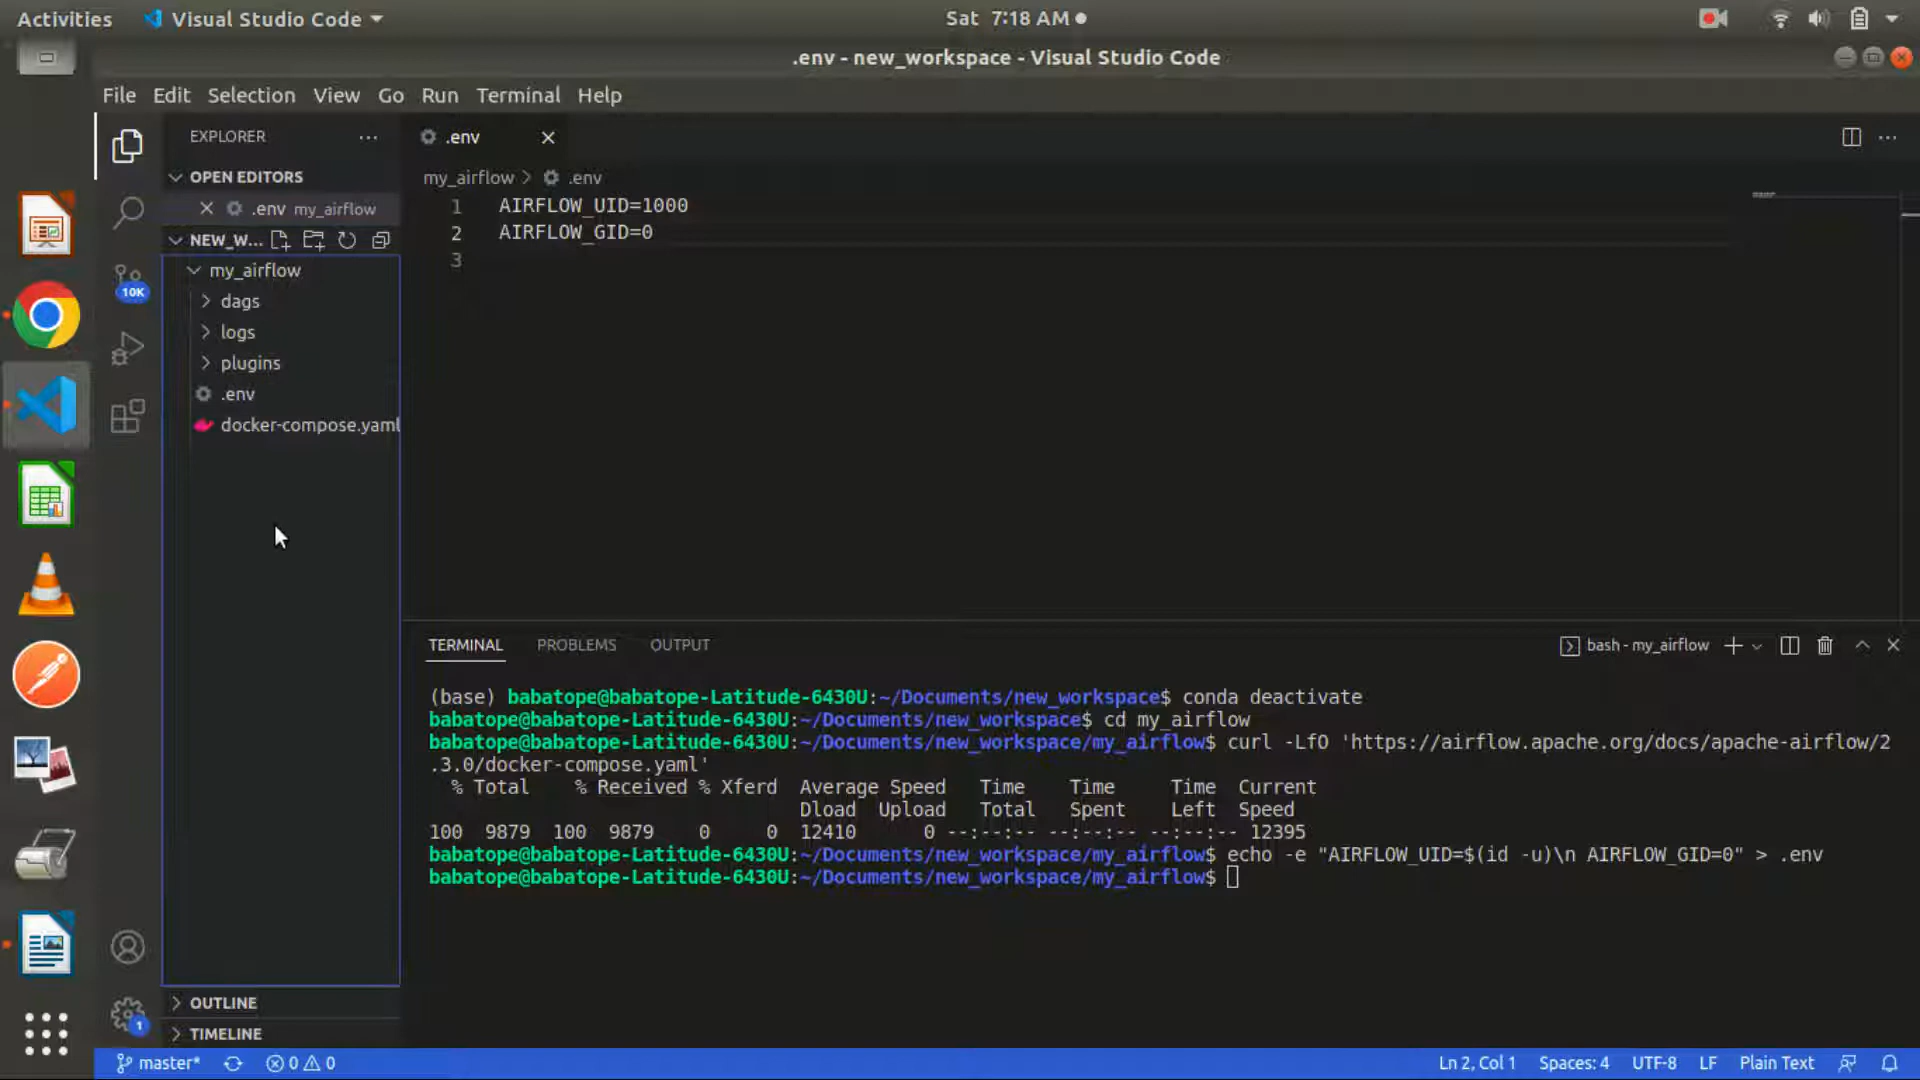 Activities
Visual Studio Code
Sat 7:18 AM
.env - new_workspace - Visual Studio Code
File Edit Selection View Go Run Terminal Help
EXPLORER
OPEN EDITORS
.env my_airflow
NEW_W...
my_airflow
dags
logs
plugins
.env
docker-compose.yaml
10K
1
OUTLINE
TIMELINE
.env
my_airflow > .env
1 AIRFLOW_UID=1000
2 AIRFLOW_GID=0
3
TERMINAL PROBLEMS OUTPUT
bash - my_airflow
(base) babatope@babatope-Latitude-6430U:~/Documents/new_workspace$ conda deactivate
babatope@babatope-Latitude-6430U:~/Documents/new_workspace$ cd my_airflow
babatope@babatope-Latitude-6430U:~/Documents/new_workspace/my_airflow$ curl -LfO 'https://airflow.apache.org/docs/apache-airflow/2
.3.0/docker-compose.yaml'
% Total % Received % Xferd Average Speed Time Time Time Current
Dload Upload Total Spent Left Speed
100 9879 100 9879 0 0 12410 0 --:--:-- --:--:-- --:--:-- 12395
babatope@babatope-Latitude-6430U:~/Documents/new_workspace/my_airflow$ echo -e "AIRFLOW_UID=$(id -u)\n AIRFLOW_GID=0" > .env
babatope@babatope-Latitude-6430U:~/Documents/new_workspace/my_airflow$
master* 0 0
Ln 2, Col 1 Spaces: 4 UTF-8 LF Plain Text